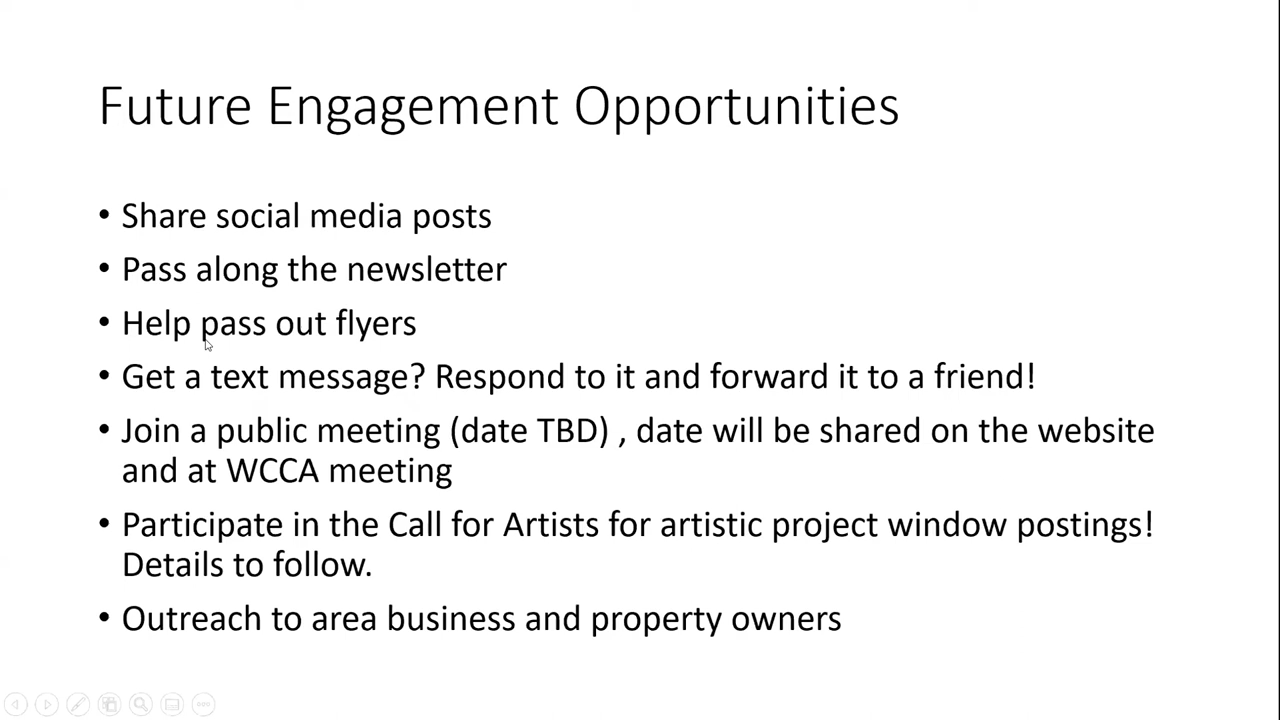 Future Engagement Opportunities
• Share social media posts
• Pass along the newsletter
• Help pass out flyers
• Get a text message? Respond to it and forward it to a friend!
• Join a public meeting (date TBD) , date will be shared on the website
and at WCCA meeting
• Participate in the Call for Artists for artistic project window postings!
Details to follow.
• Outreach to area business and property owners